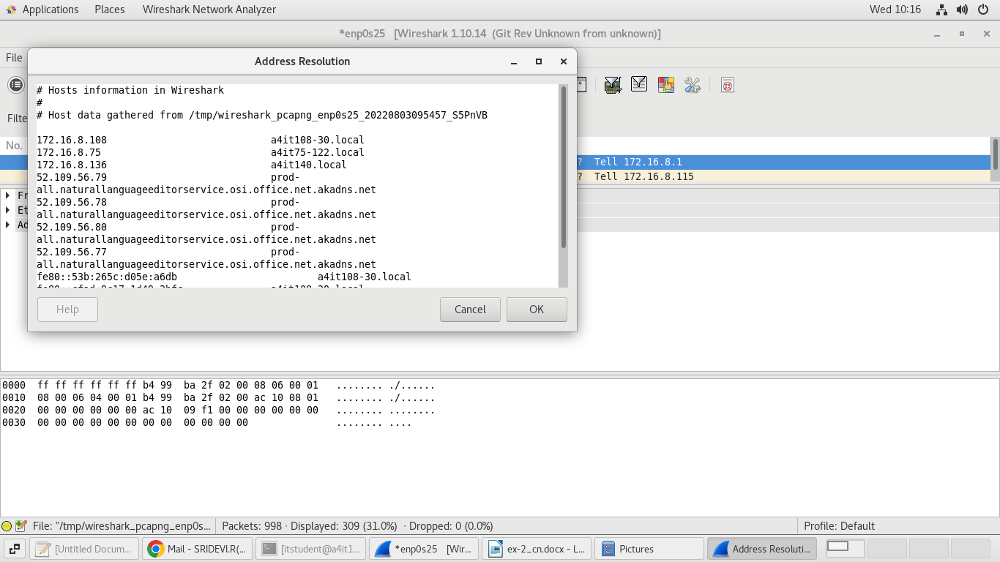 Applications Places Wireshark Network Analyzer Wed 10:16
*enp0s25 [Wireshark 1.10.14 (Git Rev Unknown from unknown)]
File
Address Resolution
# Hosts information in Wireshark
#
# Host data gathered from /tmp/wireshark_pcapng_enp0s25_20220803095457_S5PnVB
172.16.8.108 a4it108-30.local
172.16.8.75 a4it75-122.local
172.16.8.136 a4it140.local
52.109.56.79 prod-
all.naturallanguageeditorservice.osi.office.net.akadns.net
52.109.56.78 prod-
all.naturallanguageeditorservice.osi.office.net.akadns.net
52.109.56.80 prod-
all.naturallanguageeditorservice.osi.office.net.akadns.net
52.109.56.77 prod-
all.naturallanguageeditorservice.osi.office.net.akadns.net
fe80::53b:265c:d05e:a6db a4it108-30.local
Help Cancel OK
Filte
No.
? Tell 172.16.8.1
? Tell 172.16.8.115
Fr
Et
Ad
0000 ff ff ff ff ff ff b4 99 ba 2f 02 00 08 06 00 01 ........ ./......
0010 08 00 06 04 00 01 b4 99 ba 2f 02 00 ac 10 08 01 ........ ./......
0020 00 00 00 00 00 00 ac 10 09 f1 00 00 00 00 00 00 ........ ........
0030 00 00 00 00 00 00 00 00 00 00 00 00 ........ ....
File: "/tmp/wireshark_pcapng_enp0s... Packets: 998 · Displayed: 309 (31.0%) · Dropped: 0 (0.0%) Profile: Default
[Untitled Docum... Mail - SRIDEVI.R(... [itstudent@a4it1... *enp0s25 [Wir... ex-2_cn.docx - L... Pictures Address Resoluti...